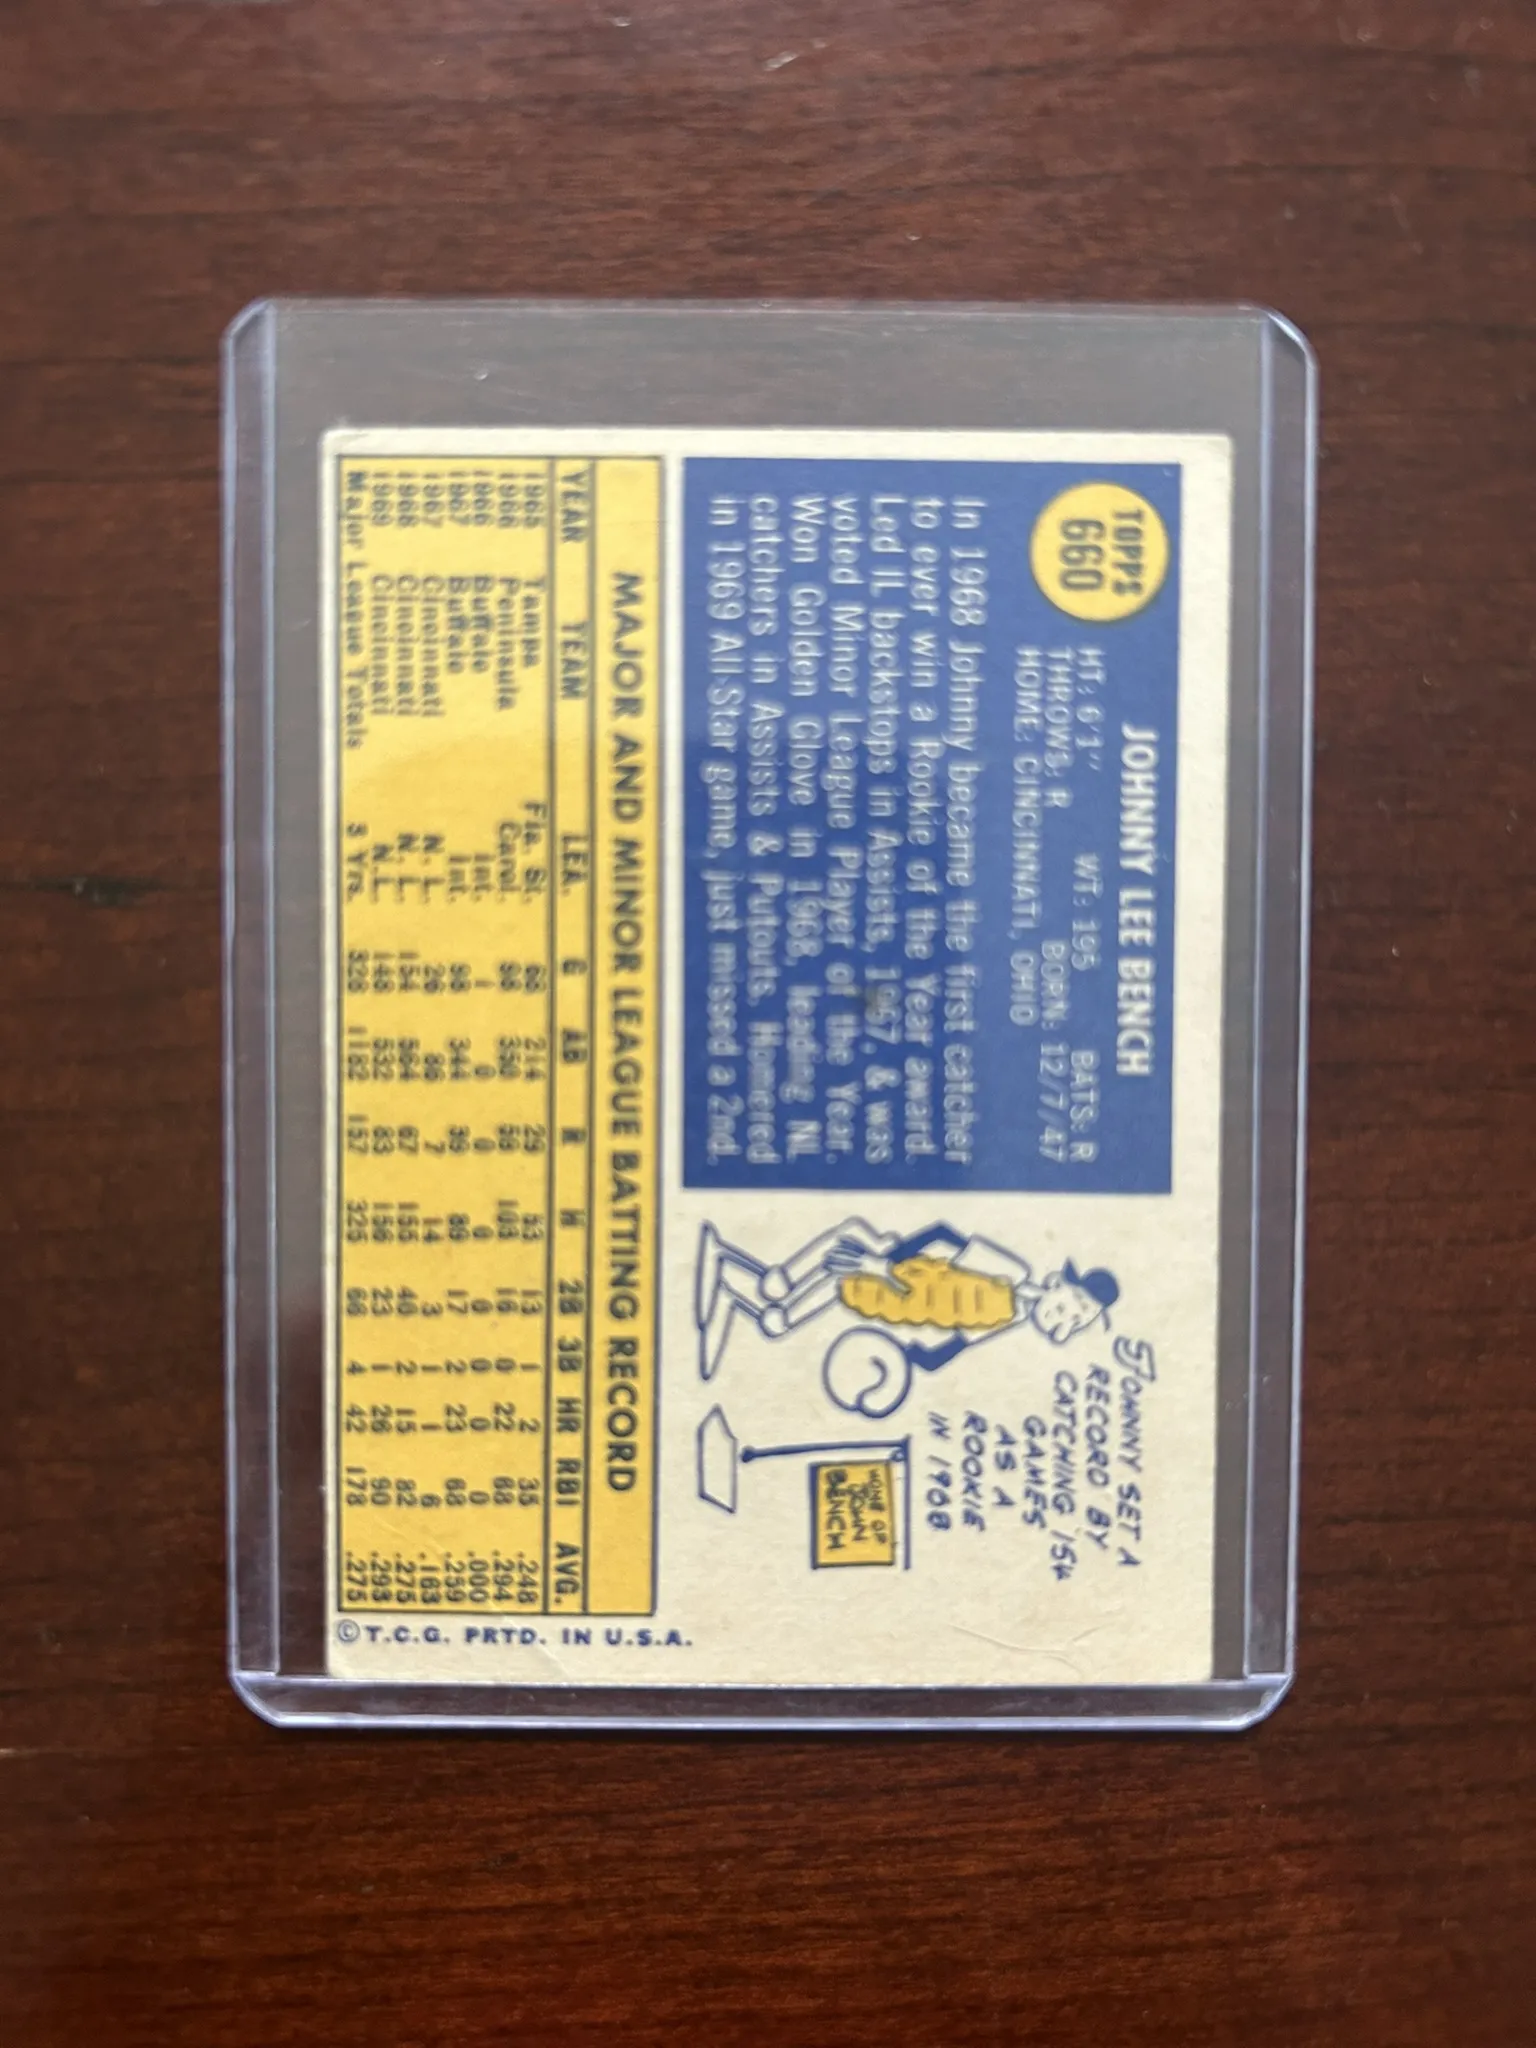 TOPPS
660
JOHNNY LEE BENCH
HT: 6'1" WT: 195 BATS: R
THROWS: R BORN: 12/7/47
HOME: CINCINNATI, OHIO
In 1968 Johnny became the first catcher
to ever win a Rookie of the Year award.
Led IL backstops in Assists, 1967, & was
voted Minor League Player of the Year.
Won Golden Glove in 1968, leading NL
catchers in Assists & Putouts. Homered
in 1969 All-Star game, just missed a 2nd.
JOHNNY SET A
RECORD BY
CATCHING 154
GAMES
AS A
ROOKIE
IN 1968
HOME OF
JOHN
BENCH
MAJOR AND MINOR LEAGUE BATTING RECORD
YEAR TEAM LEA. G AB R H 2B 3B HR RBI AVG.
1965 Tampa Fla. St. 68 214 29 53 13 1 2 35 .248
1966 Peninsula Carol. 98 350 59 103 16 0 22 68 .294
1966 Buffalo Int. 1 0 0 0 0 0 0 0 .000
1967 Buffalo Int. 98 344 39 89 17 2 23 68 .259
1967 Cincinnati N.L. 26 86 7 14 3 1 1 6 .163
1968 Cincinnati N.L. 154 564 67 155 40 2 15 82 .275
1969 Cincinnati N.L. 148 532 83 156 23 1 26 90 .293
Major League Totals 3 Yrs. 328 1182 157 325 66 4 42 178 .275
©T.C.G. PRTD. IN U.S.A.